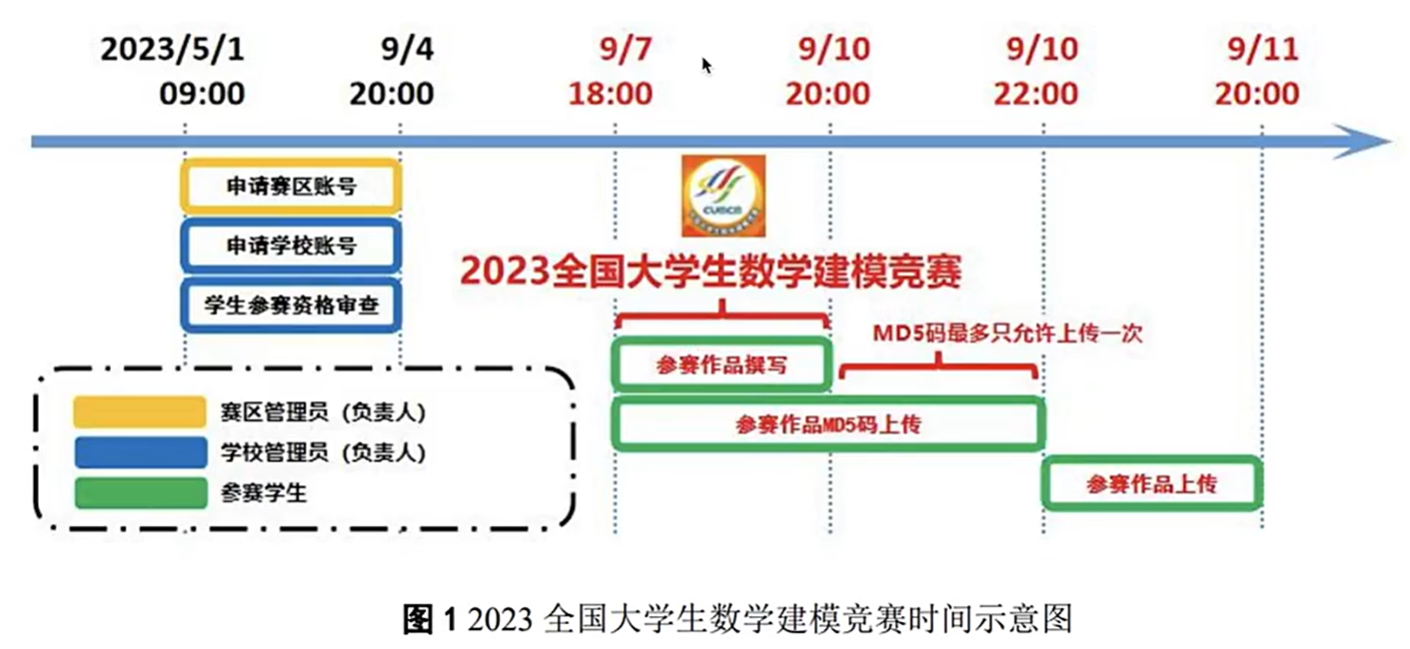 2023/5/1 9/4 9/7 9/10 9/10 9/11
09:00 20:00 18:00 20:00 22:00 20:00
申请赛区账号
申请学校账号
学生参赛资格审查
CUMCM
2023全国大学生数学建模竞赛
MD5码最多只允许上传一次
参赛作品撰写
参赛作品MD5码上传
参赛作品上传
赛区管理员（负责人）
学校管理员（负责人）
参赛学生
图 1 2023 全国大学生数学建模竞赛时间示意图